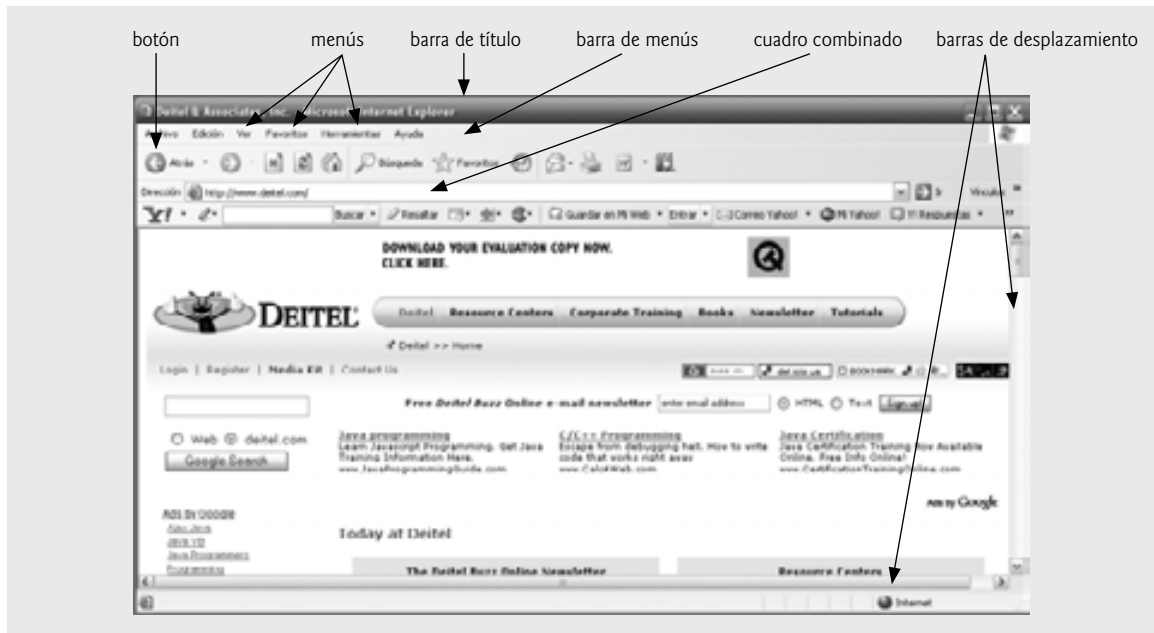 botón menús barra de título barra de menús cuadro combinado barras de desplazamiento
Deitel & Associates, Inc. Microsoft Internet Explorer
Archivo Edición Ver Favoritos Herramientas Ayuda
Atrás Búsqueda Favoritos
Dirección http://www.deitel.com/ Vínculos
Y! Buscar Resaltar Guardar en Mi Web Entrar Correo Yahoo! Mi Yahoo! Respuestas
DOWNLOAD YOUR EVALUATION COPY NOW.
CLICK HERE.
DEITEL
Deitel Resource Centers Corporate Training Books Newsletter Tutorials
Deitel >> Home
Login | Register | Media Kit | Contact Us
Free Deitel Buzz Online e-mail newsletter enter email address HTML Text Sign up!
Web deitel.com
Google Search
Java programming
Learn Javascript Programming. Get Java
Training Information Here.
www.JavaProgrammingGuide.com
C/C++ Programming
Escape from debugging hell. How to write
code that works right away
Java Certification
Java Certification Training Now Available
Online. Free Info Online!
www.CertificationTrainingOnline.com
Ads by Google
Ads by Google
Java Programmers
Programming
Today at Deitel
The Deitel Buzz Online Newsletter Resource Centers
Internet